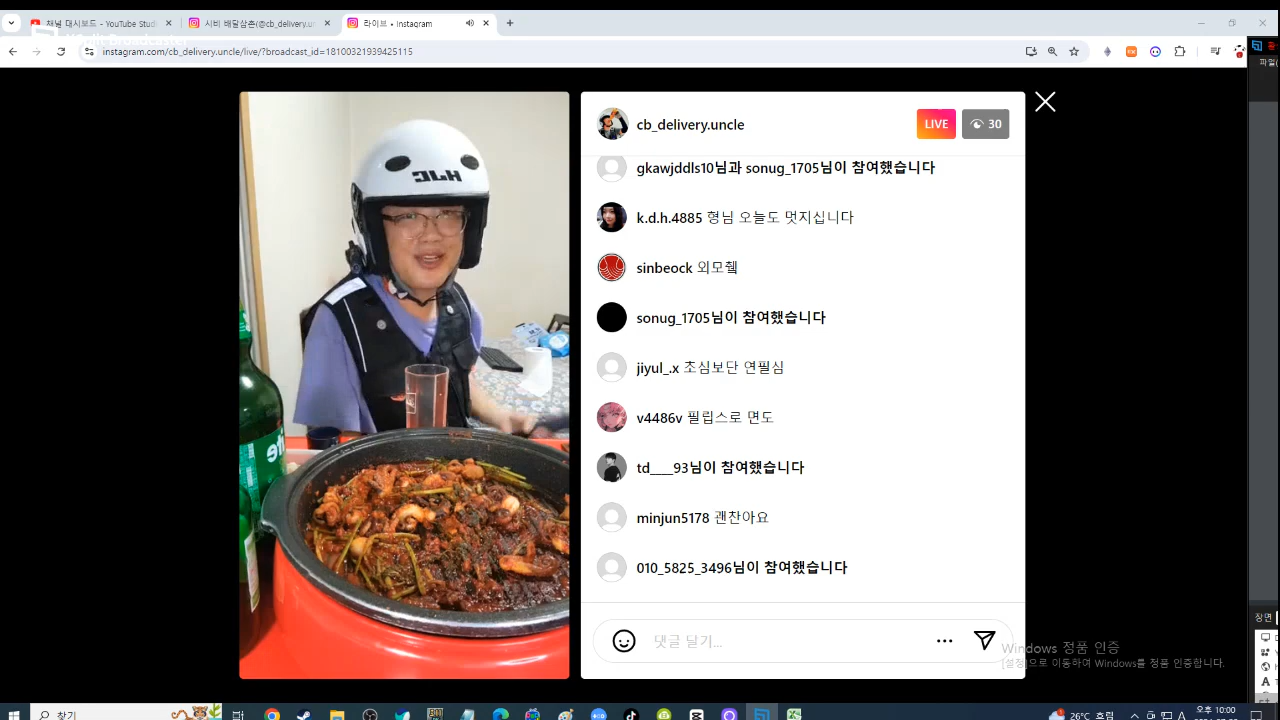 채널 대시보드 - YouTube Studi
시비 배달삼촌(@cb_delivery.u
라이브 • Instagram
instagram.com/cb_delivery.uncle/live/?broadcast_id=18100321939425115
cb_delivery.uncle
LIVE
30
gkawjddls10님과 sonug_1705님이 참여했습니다
k.d.h.4885 형님 오늘도 멋지십니다
sinbeock 외모췤
sonug_1705님이 참여했습니다
jiyul_.x 초심보단 연필심
v4486v 필립스로 면도
td____93님이 참여했습니다
minjun5178 괜찬아요
010_5825_3496님이 참여했습니다
댓글 달기...
Windows 정품 인증
[설정]으로 이동하여 Windows를 정품 인증합니다.
파일(
장면
찾기
26°C 흐림
오후 10:00